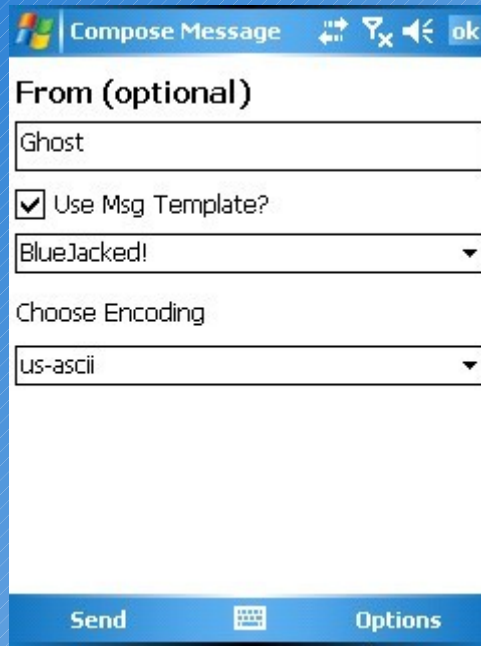 Compose Message
ok
From (optional)
Ghost
Use Msg Template?
BlueJacked!
Choose Encoding
us-ascii
Send
Options